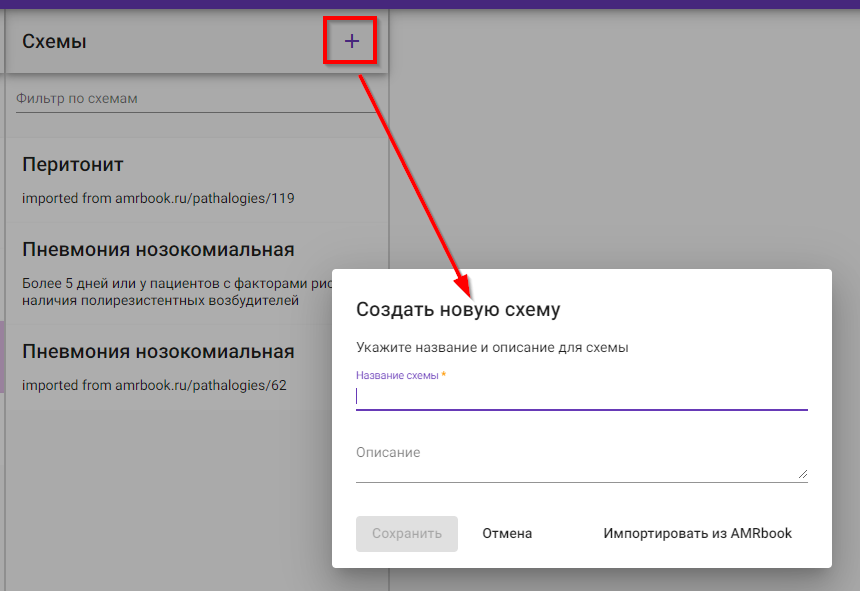 Схемы
Фильтр по схемам
Перитонит
imported from amrbook.ru/pathalogies/119
Пневмония нозокомиальная
Более 5 дней или у пациентов с факторами
наличия полирезистентных возбудителей
Пневмония нозокомиальная
imported from amrbook.ru/pathalogies/62
Создать новую схему
Укажите название и описание для схемы
Название схемы *
Описание
Сохранить Отмена Импортировать из AMRbook